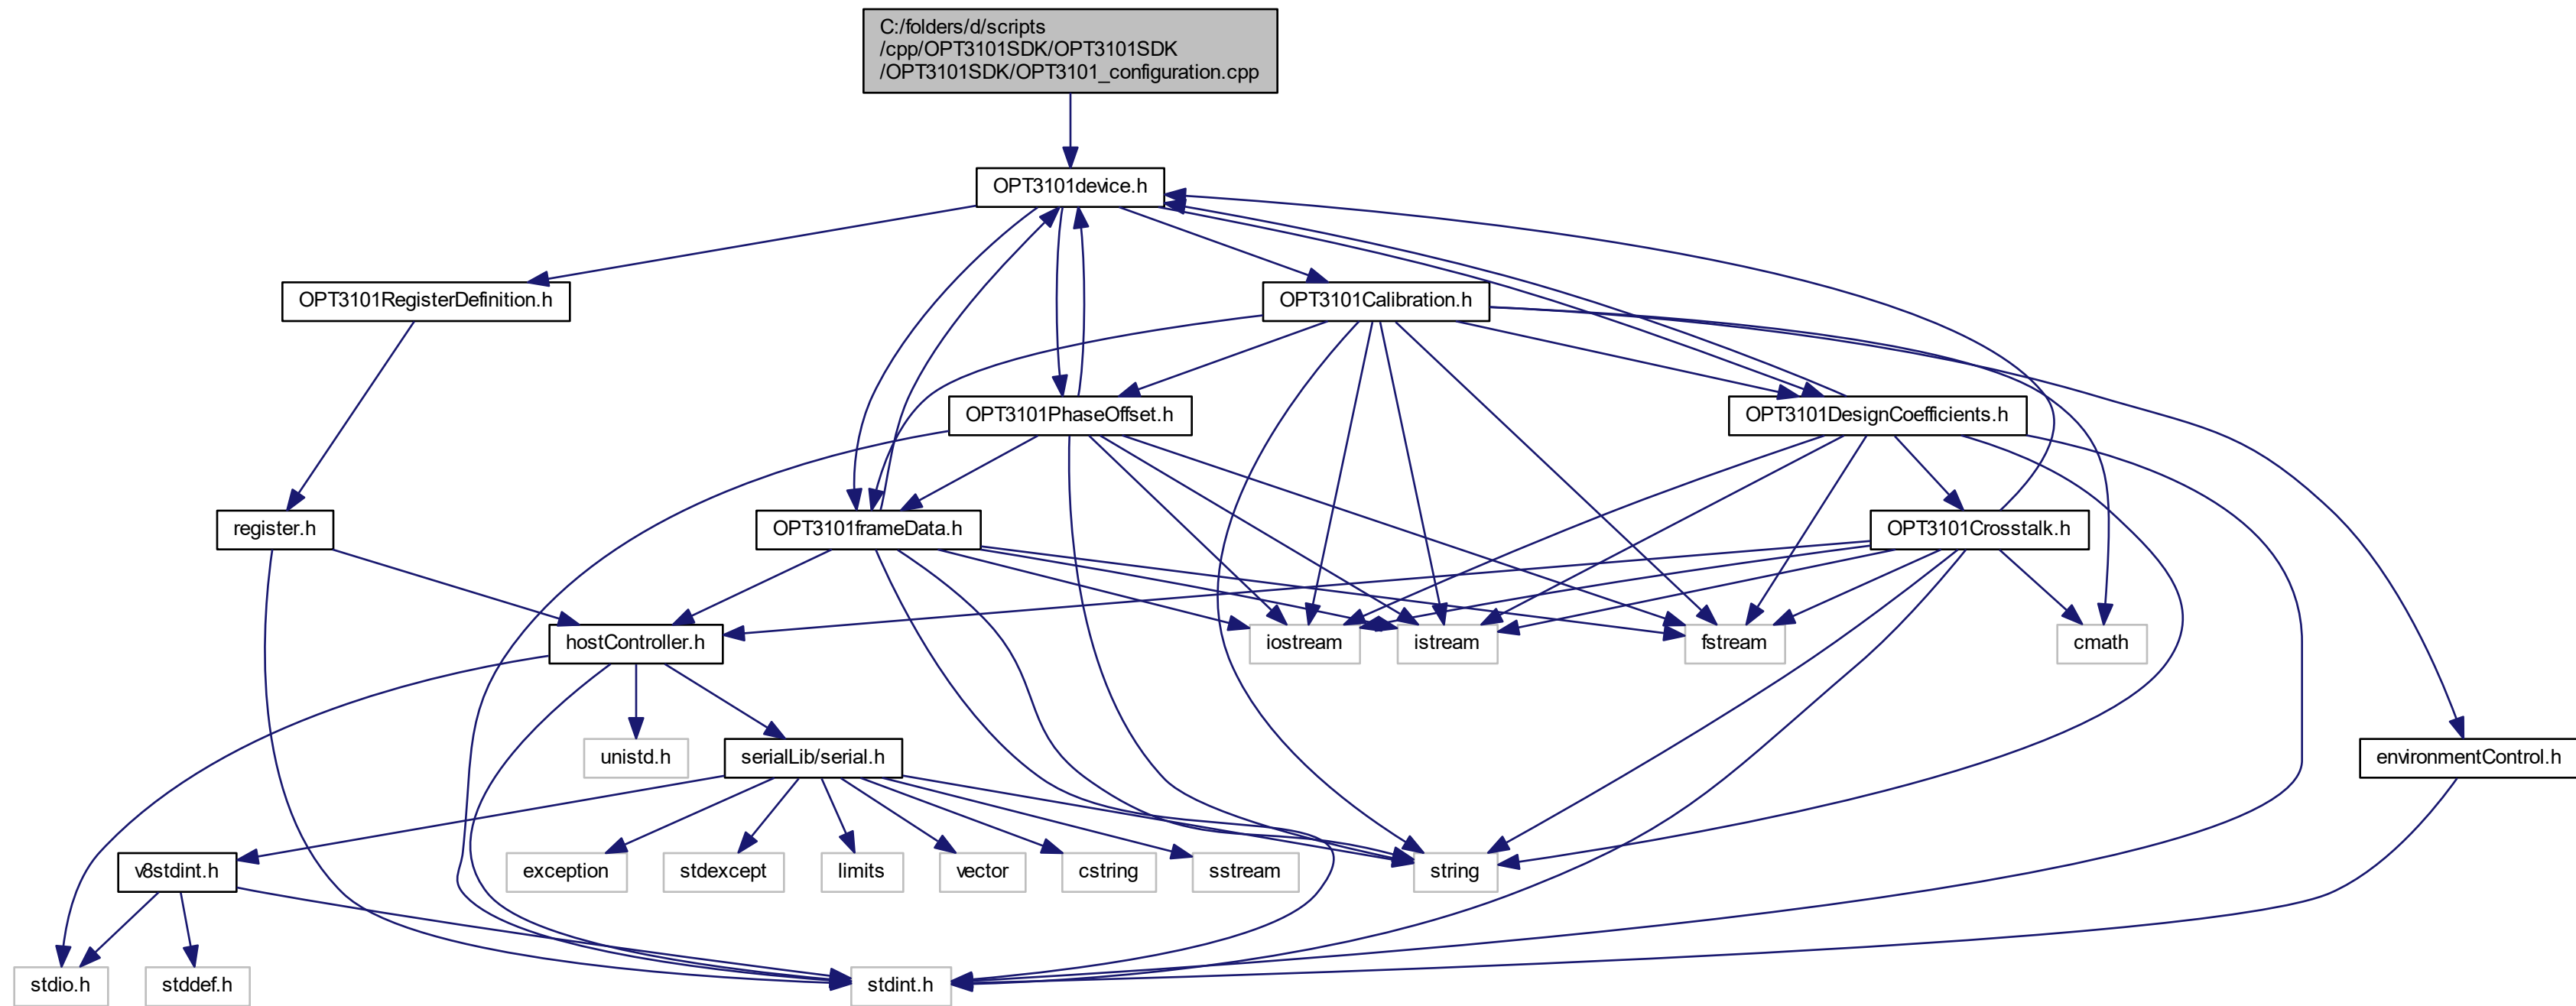 C:/folders/d/scripts
/cpp/OPT3101SDK/OPT3101SDK
/OPT3101SDK/OPT3101_configuration.cpp
OPT3101device.h
OPT3101RegisterDefinition.h
OPT3101Calibration.h
OPT3101PhaseOffset.h
OPT3101DesignCoefficients.h
register.h
OPT3101frameData.h
OPT3101Crosstalk.h
hostController.h
iostream
istream
fstream
cmath
unistd.h
serialLib/serial.h
environmentControl.h
v8stdint.h
exception
stdexcept
limits
vector
cstring
sstream
string
stdio.h
stddef.h
stdint.h